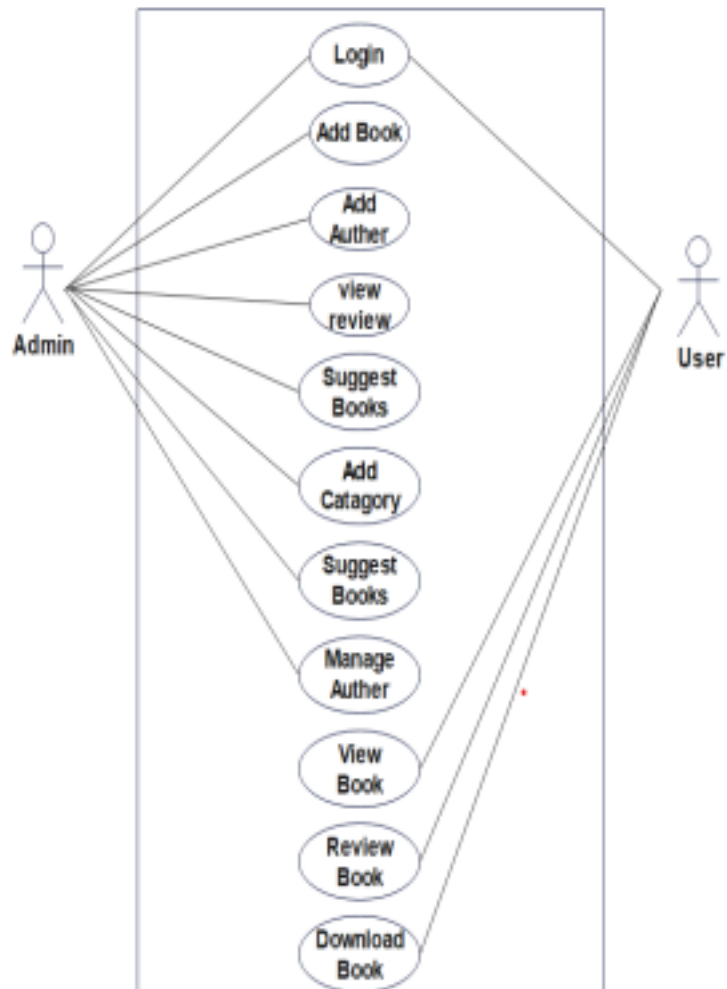 Login
Add Book
Add
Auther
view
review
Admin
User
Suggest
Books
Add
Catagory
Suggest
Books
Manage
Auther
View
Book
Review
Book
Download
Book